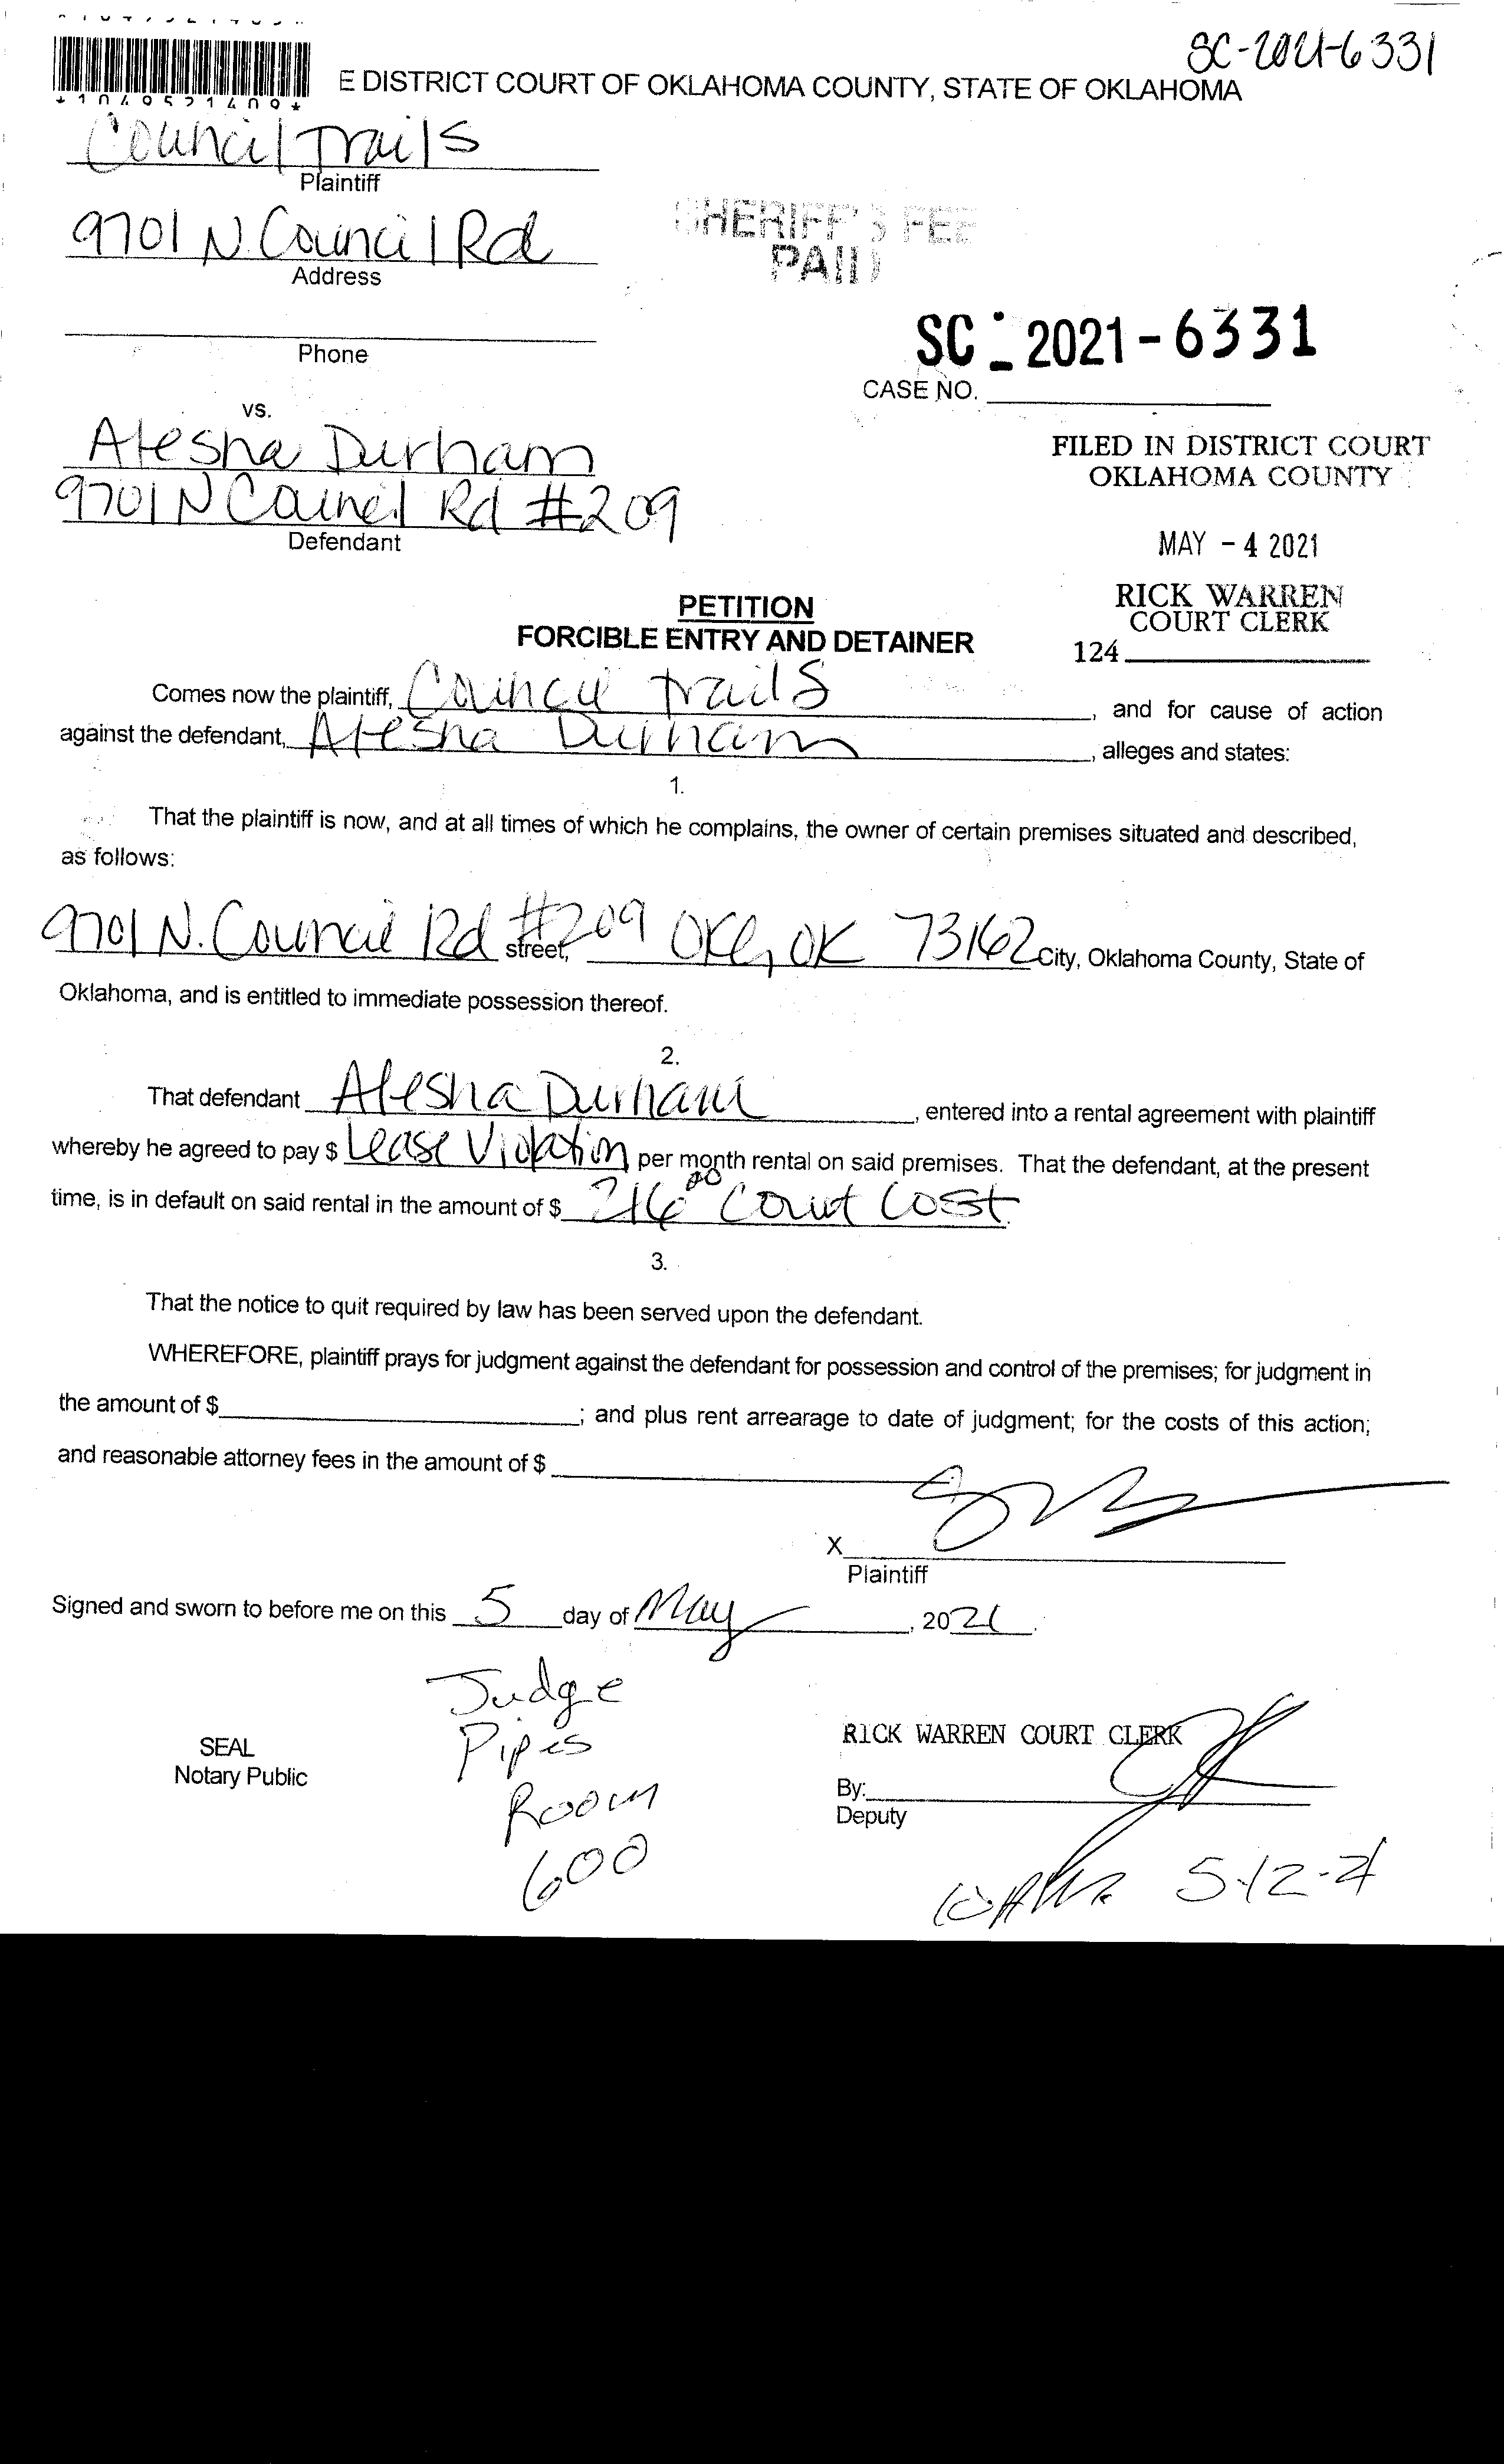 SC-2021-6331
E DISTRICT COURT OF OKLAHOMA COUNTY, STATE OF OKLAHOMA
Council Trails
Plaintiff
9701 N. Council Rd
Address
SHERIFF'S FEE
PAID
Phone
SC - 2021-6331
CASE NO.
vs.
Alesha Durham
9701 N Council Rd #209
Defendant
FILED IN DISTRICT COURT
OKLAHOMA COUNTY
MAY - 4 2021
RICK WARREN
COURT CLERK
124
PETITION
FORCIBLE ENTRY AND DETAINER
Comes now the plaintiff, Council Trails, and for cause of action
against the defendant, Alesha Durham, alleges and states:
1.
That the plaintiff is now, and at all times of which he complains, the owner of certain premises situated and described,
as follows:
9701 N. Council Rd #209 street, OKC, OK 73162 City, Oklahoma County, State of
Oklahoma, and is entitled to immediate possession thereof.
2.
That defendant Alesha Durham, entered into a rental agreement with plaintiff
whereby he agreed to pay $ Lease Violation per month rental on said premises. That the defendant, at the present
time, is in default on said rental in the amount of $ 216 00 Court Cost.
3.
That the notice to quit required by law has been served upon the defendant.
WHEREFORE, plaintiff prays for judgment against the defendant for possession and control of the premises; for judgment in
the amount of $ ; and plus rent arrearage to date of judgment; for the costs of this action;
and reasonable attorney fees in the amount of $
X
Plaintiff
Signed and sworn to before me on this 5 day of May, 2021.
Judge
Pipes
Room
600
SEAL
Notary Public
RICK WARREN COURT CLERK
By:
Deputy
5-12-21